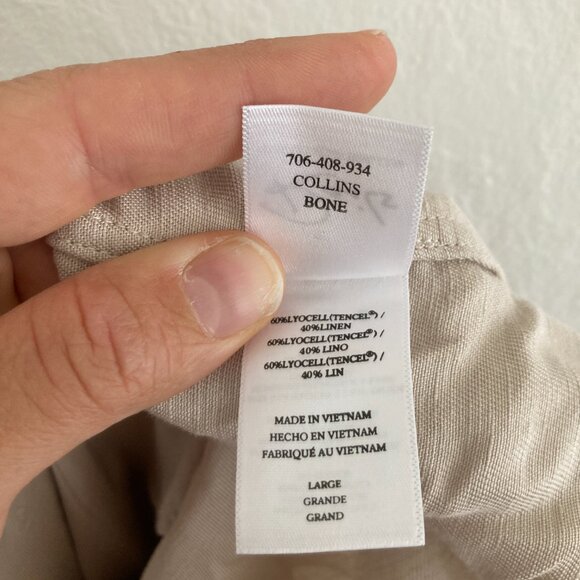 706-408-934
COLLINS
BONE
60%LYOCELL(TENCEL®) /
40%LINEN
60%LYOCELL(TENCEL®) /
40% LINO
60%LYOCELL(TENCEL®) /
40% LIN
MADE IN VIETNAM
HECHO EN VIETNAM
FABRIQUÉ AU VIETNAM
LARGE
GRANDE
GRAND